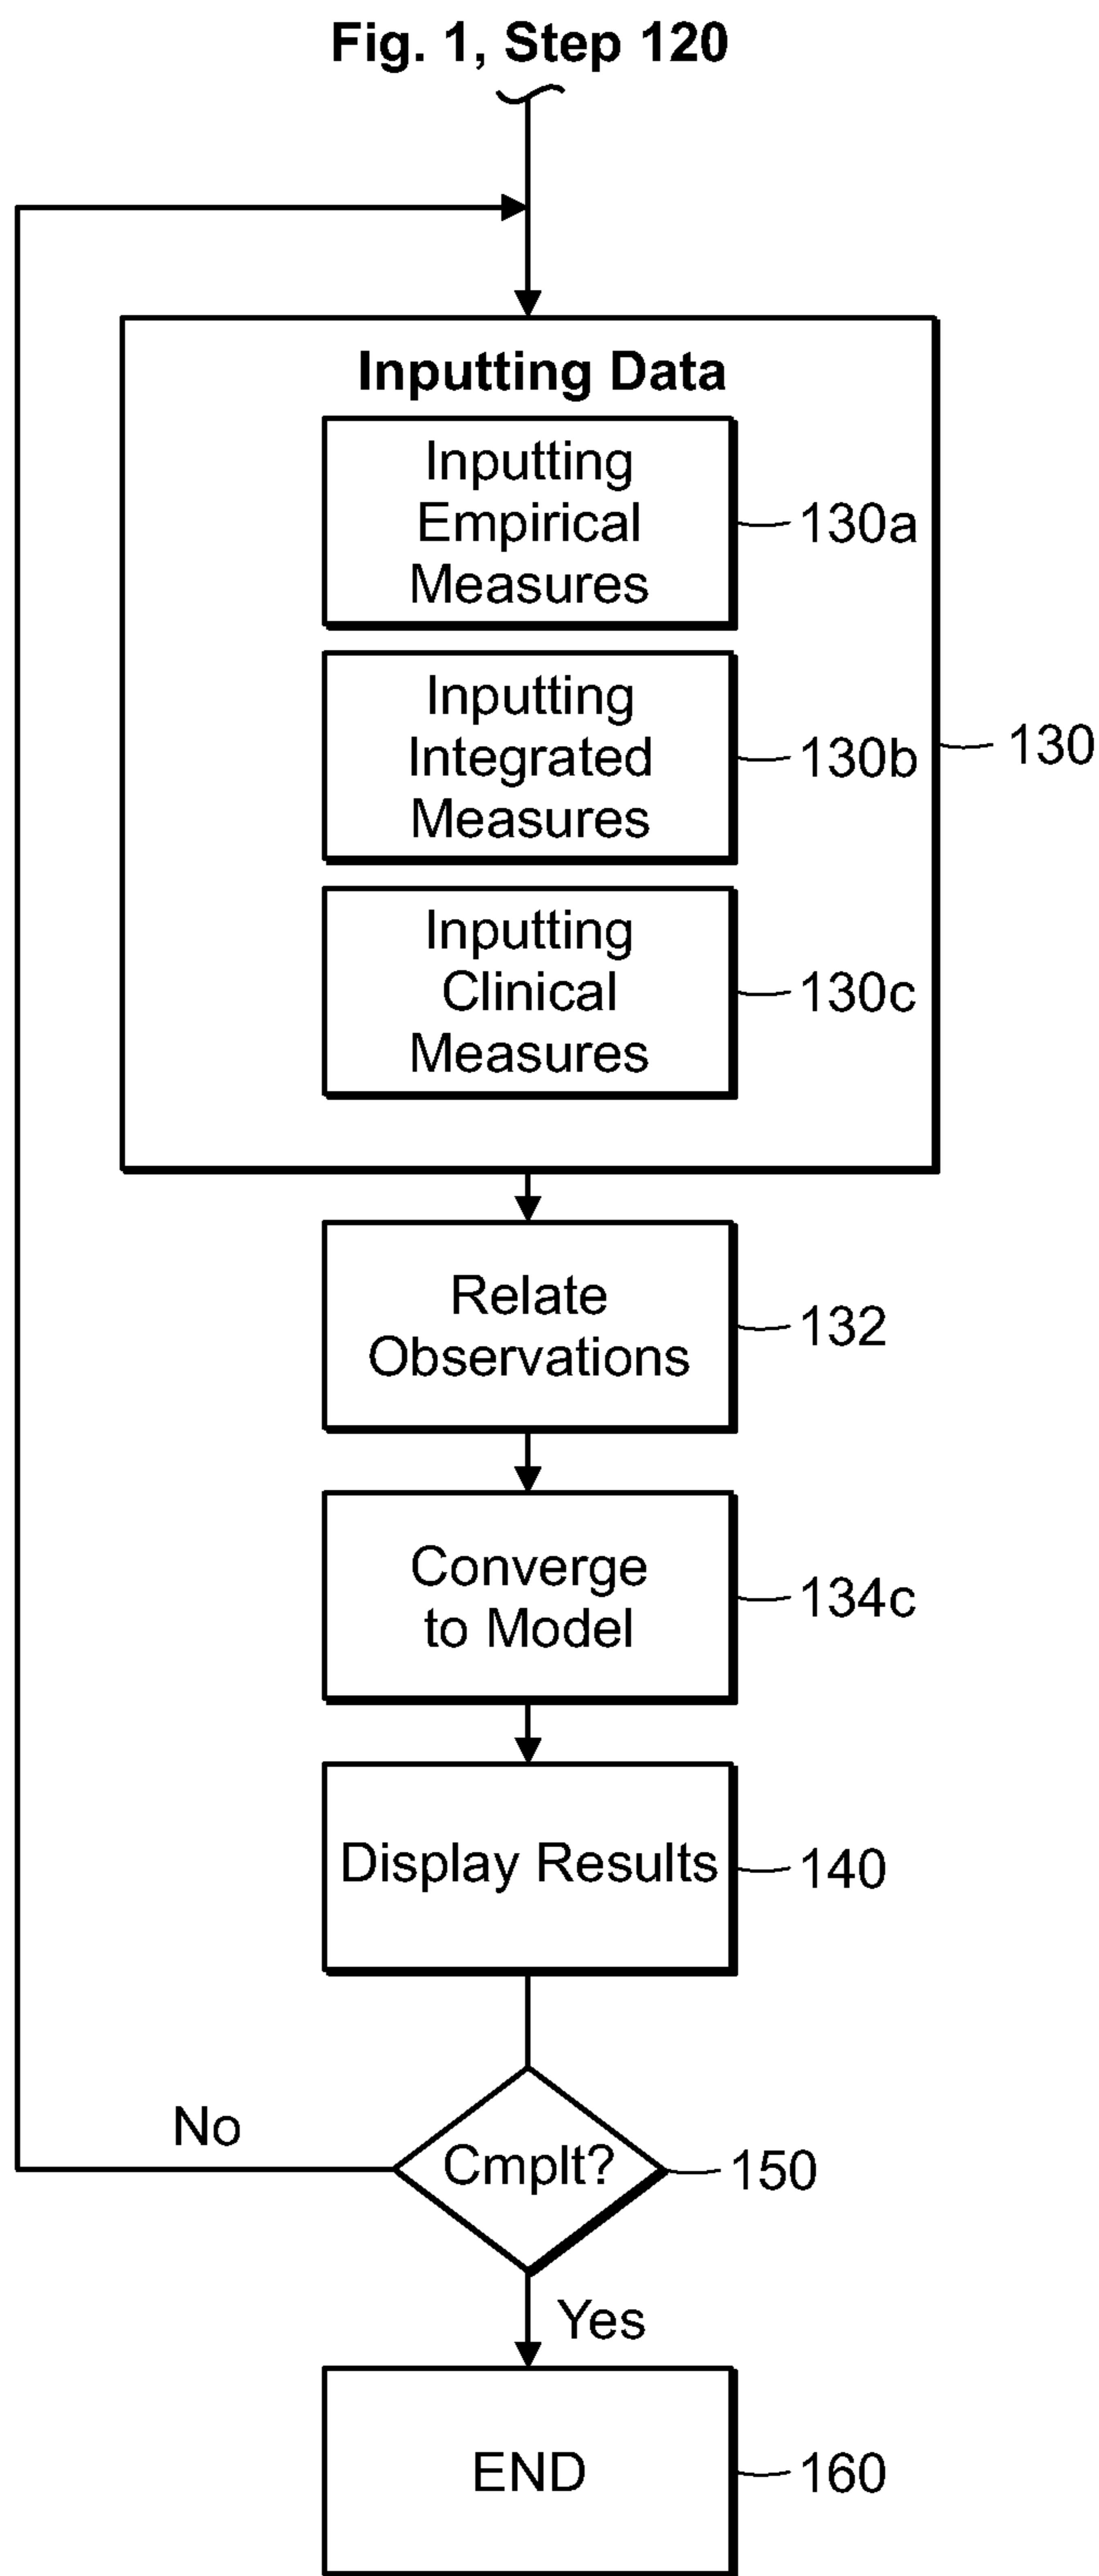 Fig. 1, Step 120
Inputting Data
Inputting
Empirical
Measures
130a
Inputting
Integrated
Measures
130b
130
Inputting
Clinical
Measures
130c
Relate
Observations
132
Converge
to Model
134c
Display Results
140
No
Cmplt?
150
Yes
END
160